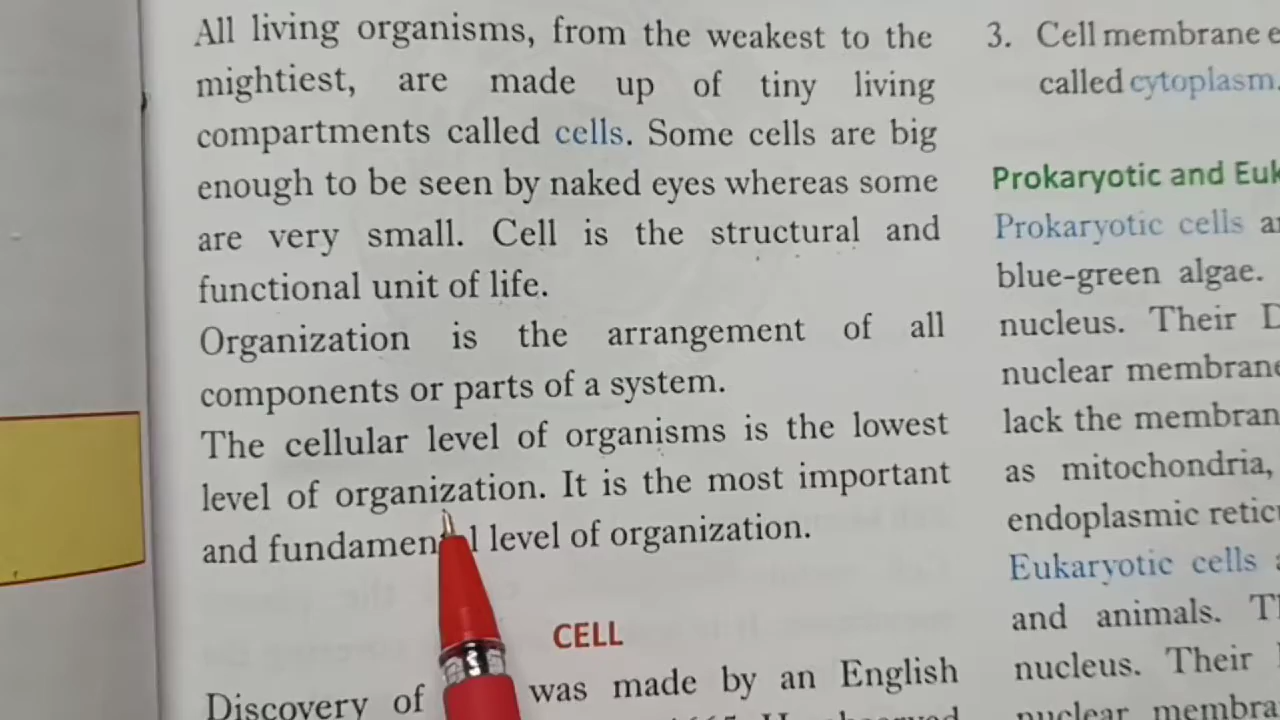 All living organisms, from the weakest to the
mightiest, are made up of tiny living
compartments called cells. Some cells are big
enough to be seen by naked eyes whereas some
are very small. Cell is the structural and
functional unit of life.
Organization is the arrangement of all
components or parts of a system.
The cellular level of organisms is the lowest
level of organization. It is the most important
and level of organization.
CELL
Discovery of was made by an English
3. Cell membrane
called cytoplasm.
Prokaryotic and
Prokaryotic cells
blue-green algae.
nucleus. Their
nuclear
lack the
as mitochondria,
endoplasmic
Eukaryotic cells
and animals.
nucleus. Their
nuclear